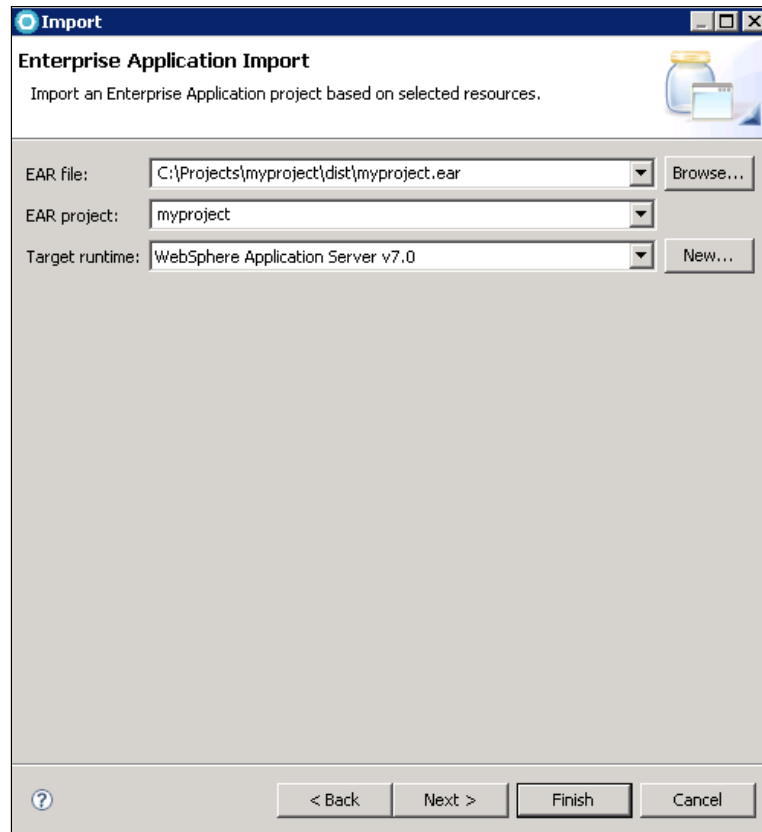 Import
Enterprise Application Import
Import an Enterprise Application project based on selected resources.
EAR file: C:\Projects\myproject\dist\myproject.ear Browse...
EAR project: myproject
Target runtime: WebSphere Application Server v7.0 New...
? < Back Next > Finish Cancel